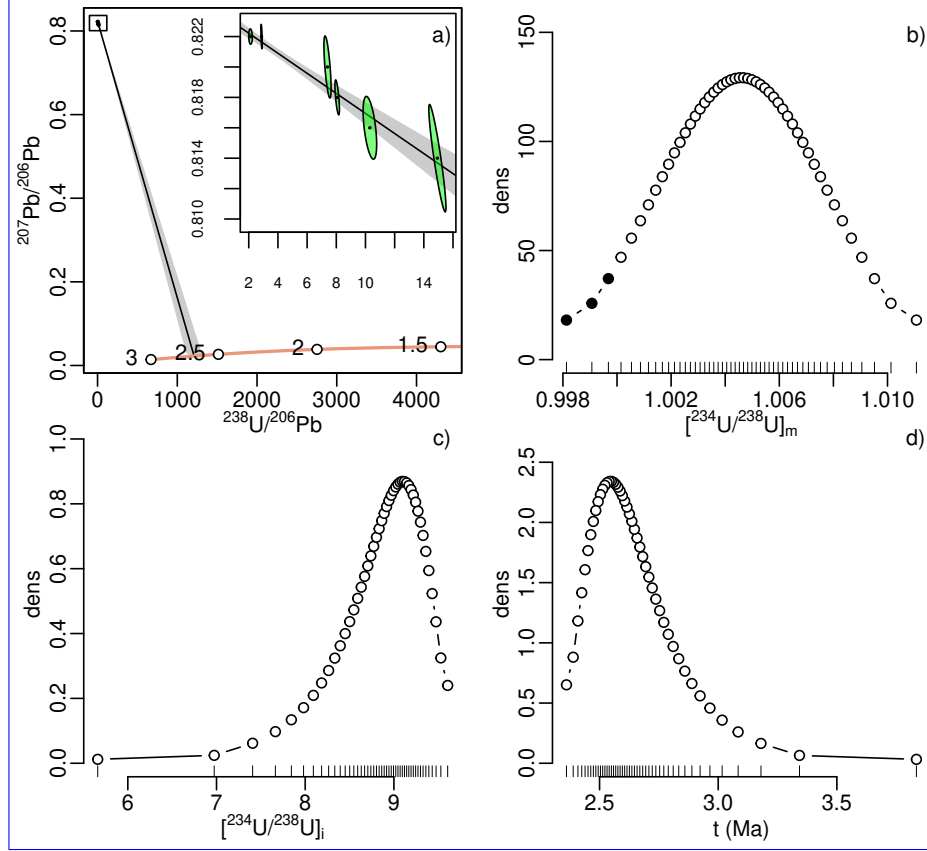 a)
0.0 0.2 0.4 0.6 0.8
²⁰⁷Pb/²⁰⁶Pb
0.810 0.814 0.818 0.822
2 4 6 8 10 14
3 2.5 2 1.5
0 1000 2000 3000 4000
²³⁸U/²⁰⁶Pb
b)
0 50 100 150
dens
0.998 1.002 1.006 1.010
[²³⁴U/²³⁸U]ₘ
c)
0.0 0.2 0.4 0.6 0.8 1.0
dens
6 7 8 9
[²³⁴U/²³⁸U]ᵢ
d)
0.0 0.5 1.0 1.5 2.0 2.5
dens
2.5 3.0 3.5
t (Ma)